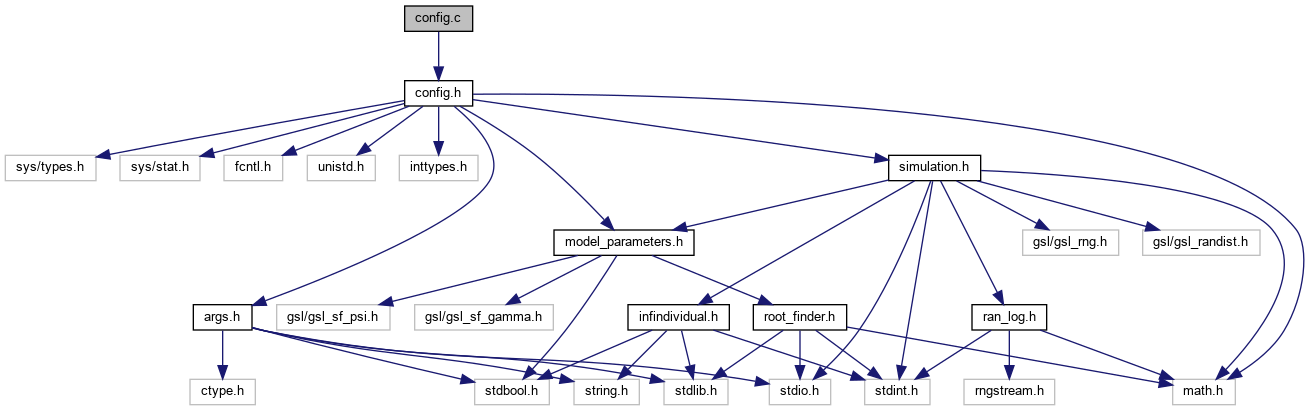 config.c
config.h
sys/types.h
sys/stat.h
fcntl.h
unistd.h
inttypes.h
simulation.h
model_parameters.h
gsl/gsl_rng.h
gsl/gsl_randist.h
args.h
gsl/gsl_sf_psi.h
gsl/gsl_sf_gamma.h
infindividual.h
root_finder.h
ran_log.h
ctype.h
stdbool.h
string.h
stdlib.h
stdio.h
stdint.h
rngstream.h
math.h